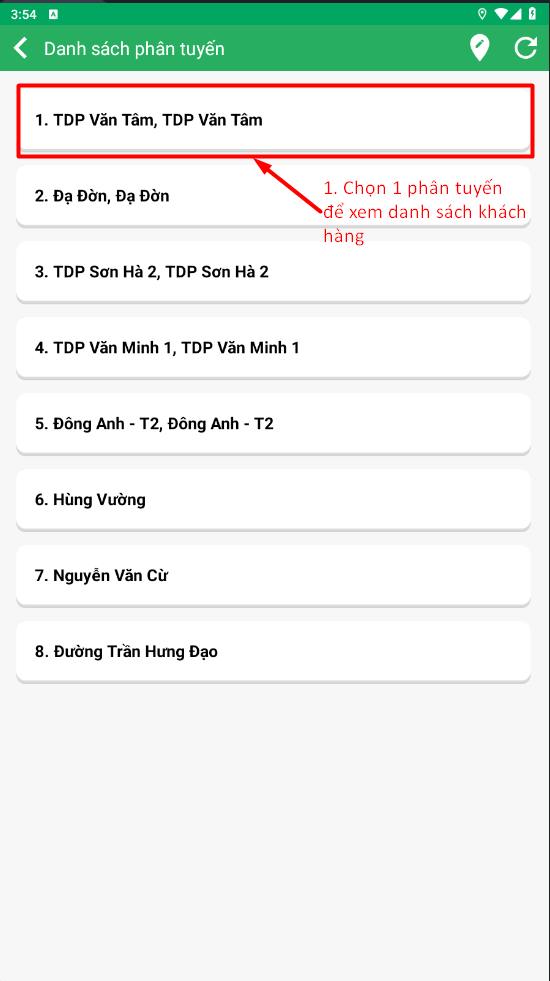 3:54
Danh sách phân tuyến
1. TDP Văn Tâm, TDP Văn Tâm
2. Đạ Đờn, Đạ Đờn
1. Chọn 1 phân tuyến
để xem danh sách khách
hàng
3. TDP Sơn Hà 2, TDP Sơn Hà 2
4. TDP Văn Minh 1, TDP Văn Minh 1
5. Đông Anh - T2, Đông Anh - T2
6. Hùng Vường
7. Nguyễn Văn Cừ
8. Đường Trần Hưng Đạo